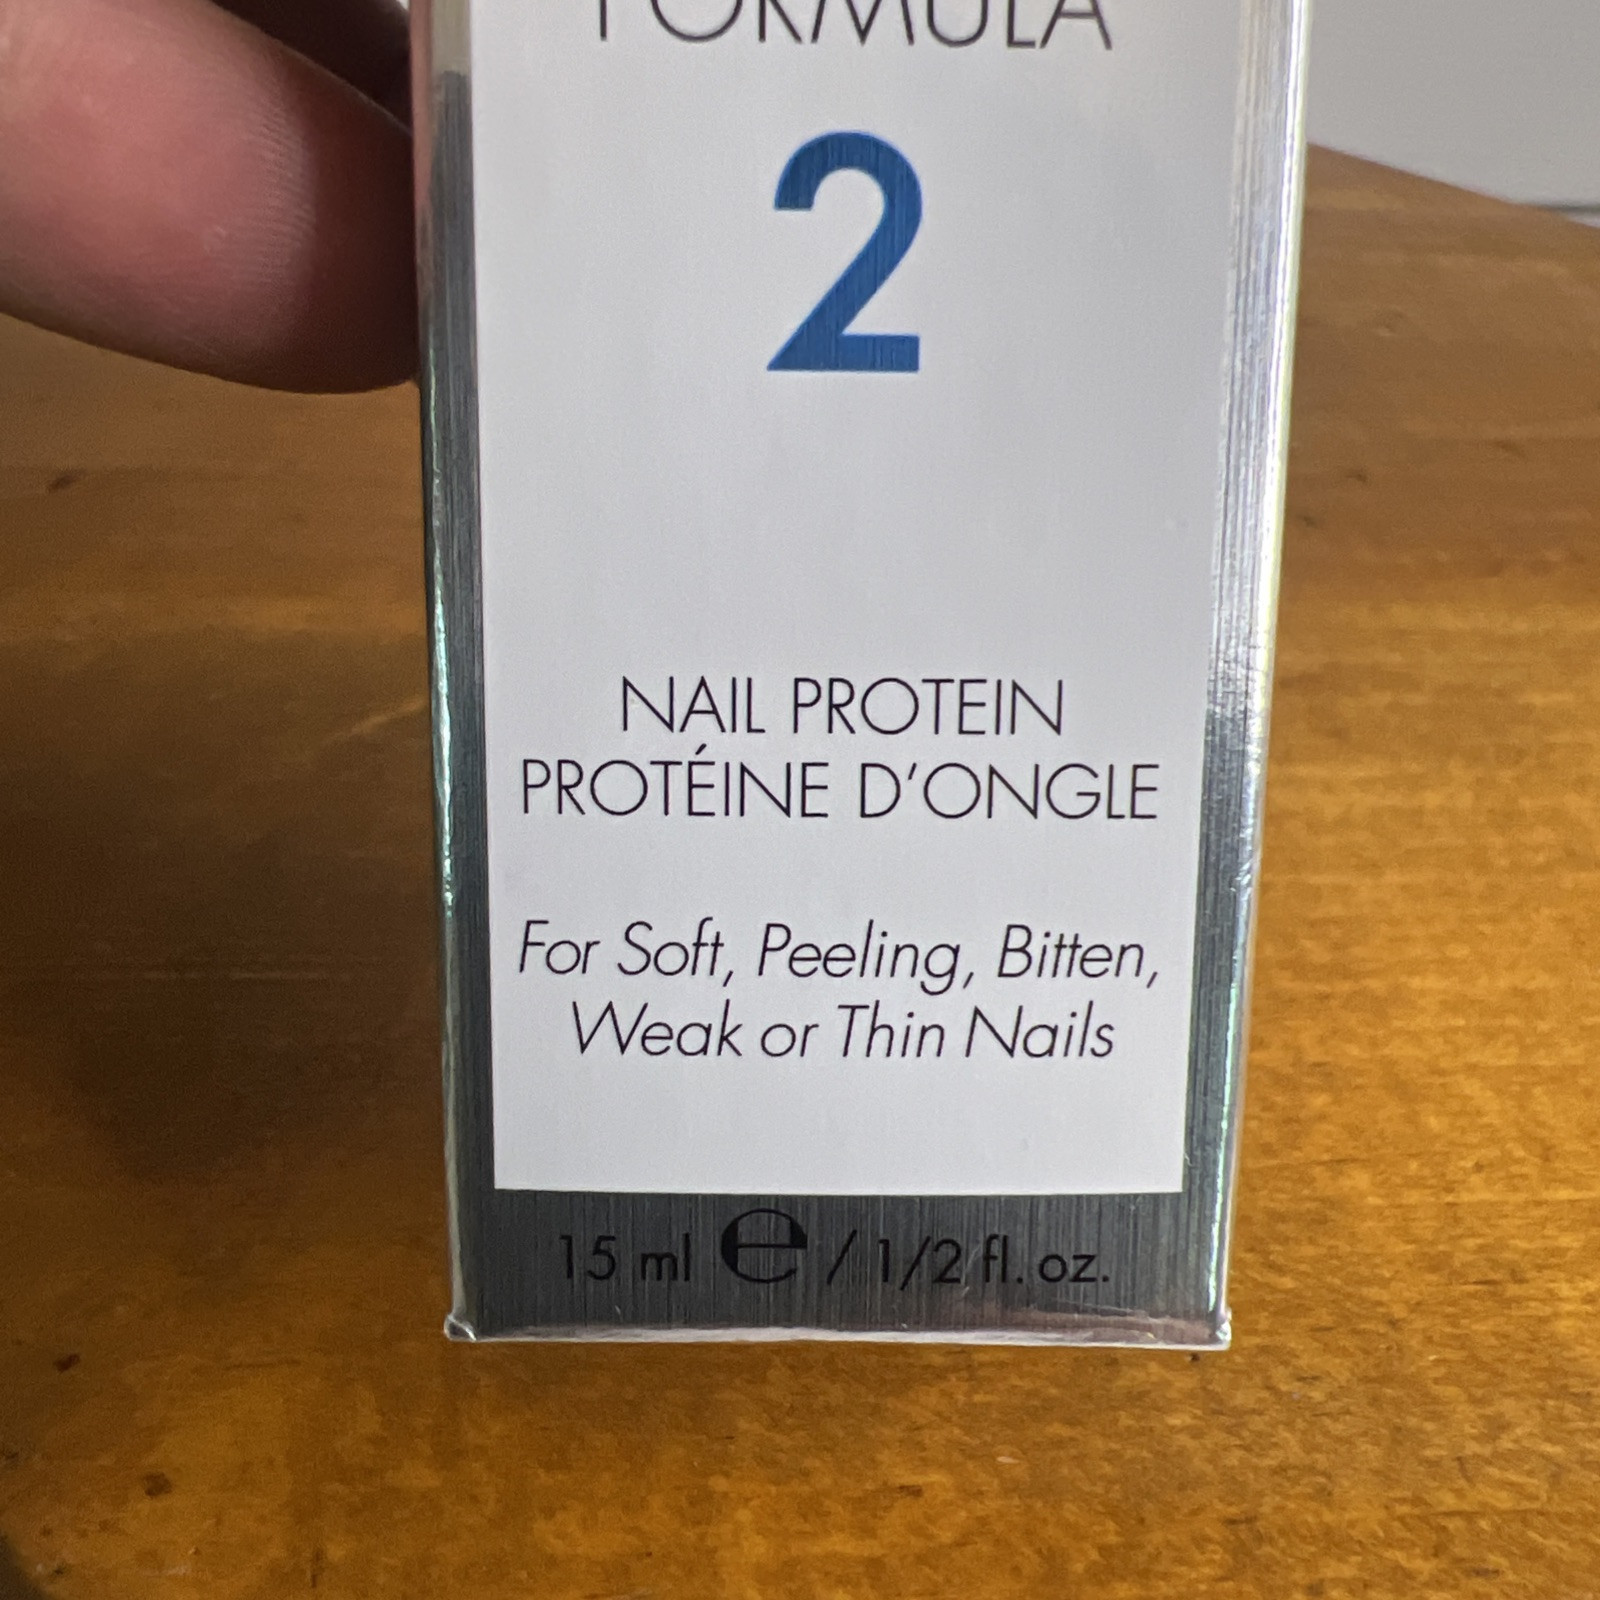 FORMULA
2
NAIL PROTEIN
PROTÉINE D'ONGLE
For Soft, Peeling, Bitten,
Weak or Thin Nails
15 ml ℮ / 1/2 fl. oz.